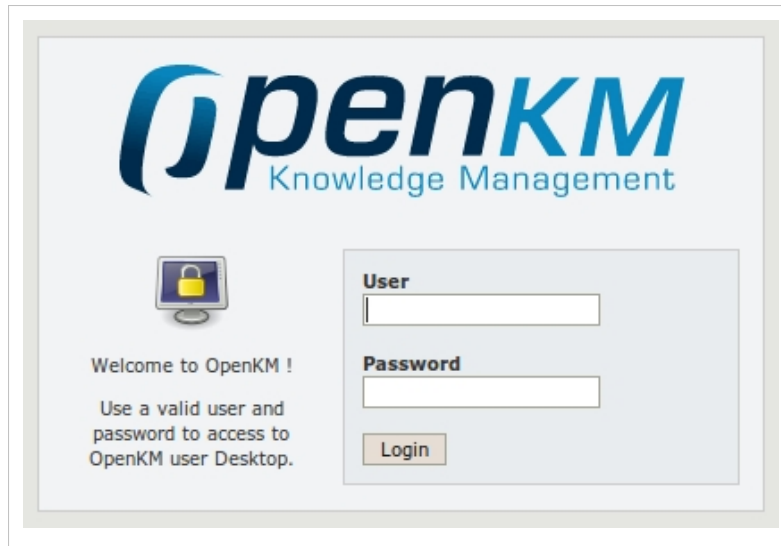 OpenKM
Knowledge Management
User
Password
Login
Welcome to OpenKM !
Use a valid user and
password to access to
OpenKM user Desktop.